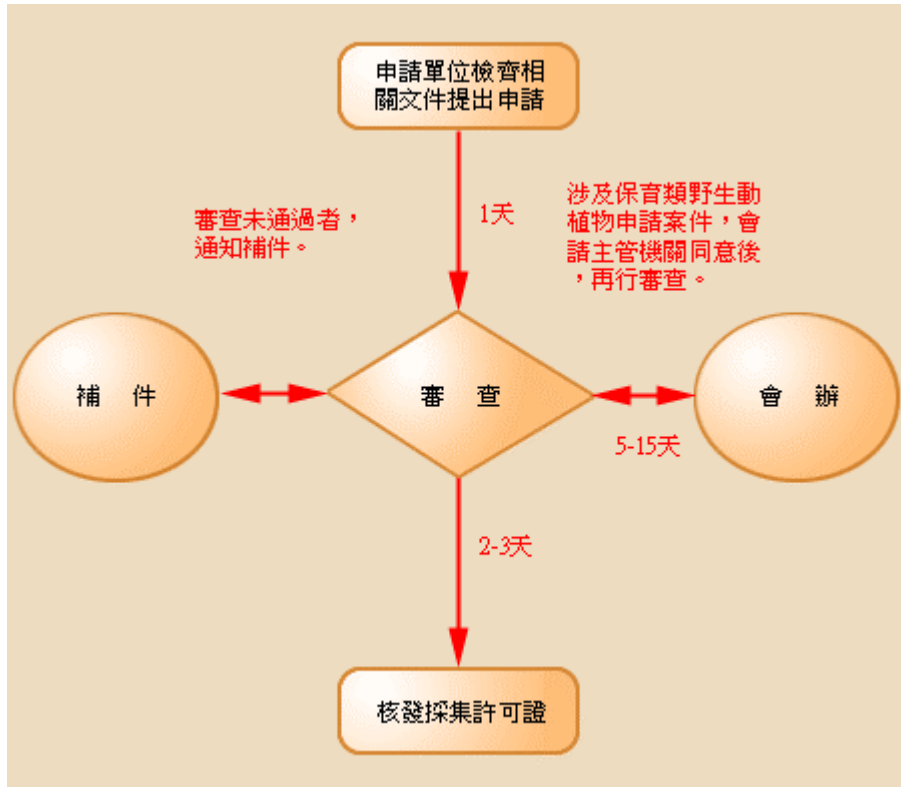 申請單位檢齊相
關文件提出申請
審查未通過者，
通知補件。
1天
涉及保育類野生動
植物申請案件，會
請主管機關同意後
，再行審查。
補 件
審 查
會 辦
5-15天
2-3天
核發採集許可證